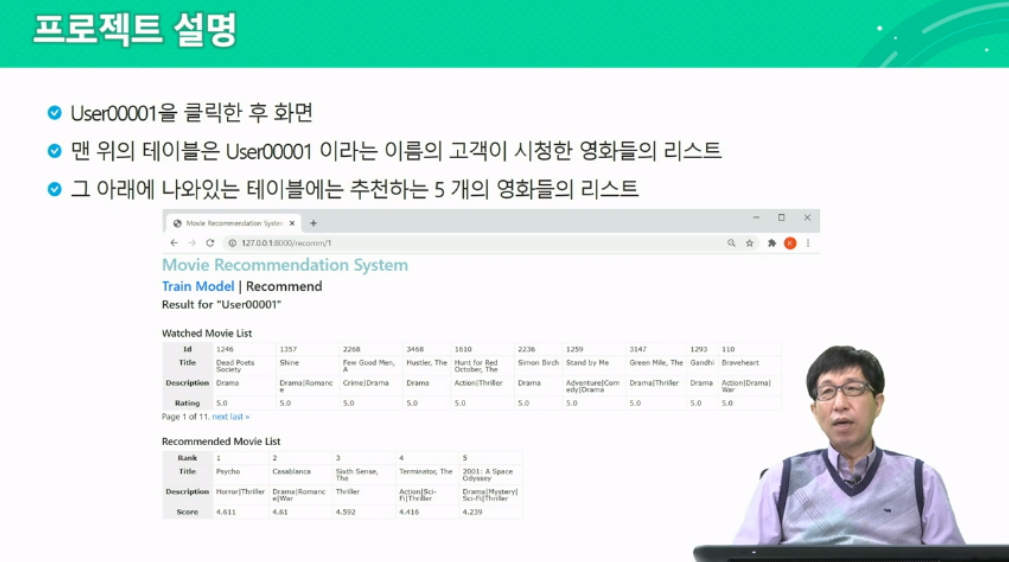 프로젝트 설명
User00001을 클릭한 후 화면
맨 위의 테이블은 User00001 이라는 이름의 고객이 시청한 영화들의 리스트
그 아래에 나와있는 테이블에는 추천하는 5 개의 영화들의 리스트
Movie Recommendation System
127.0.0.1:8000/recomm/1
Movie Recommendation System
Train Model | Recommend
Result for "User00001"
Watched Movie List
Id 1246 1357 2268 3468 1610 2236 1259 3147 1293 110
Title Dead Poets Society Shine Few Good Men, A Hustler, The Hunt for Red October, The Simon Birch Stand by Me Green Mile, The Gandhi Braveheart
Description Drama Drama|Romance Crime|Drama Drama Action|Thriller Drama Adventure|Comedy|Drama Drama|Thriller Drama Action|Drama|War
Rating 5.0 5.0 5.0 5.0 5.0 5.0 5.0 5.0 5.0 5.0
Page 1 of 11. next last »
Recommended Movie List
Rank 1 2 3 4 5
Title Psycho Casablanca Sixth Sense, The Terminator, The 2001: A Space Odyssey
Description Horror|Thriller Drama|Romance|War Thriller Action|Sci-Fi|Thriller Drama|Mystery|Sci-Fi|Thriller
Score 4.611 4.61 4.592 4.416 4.239